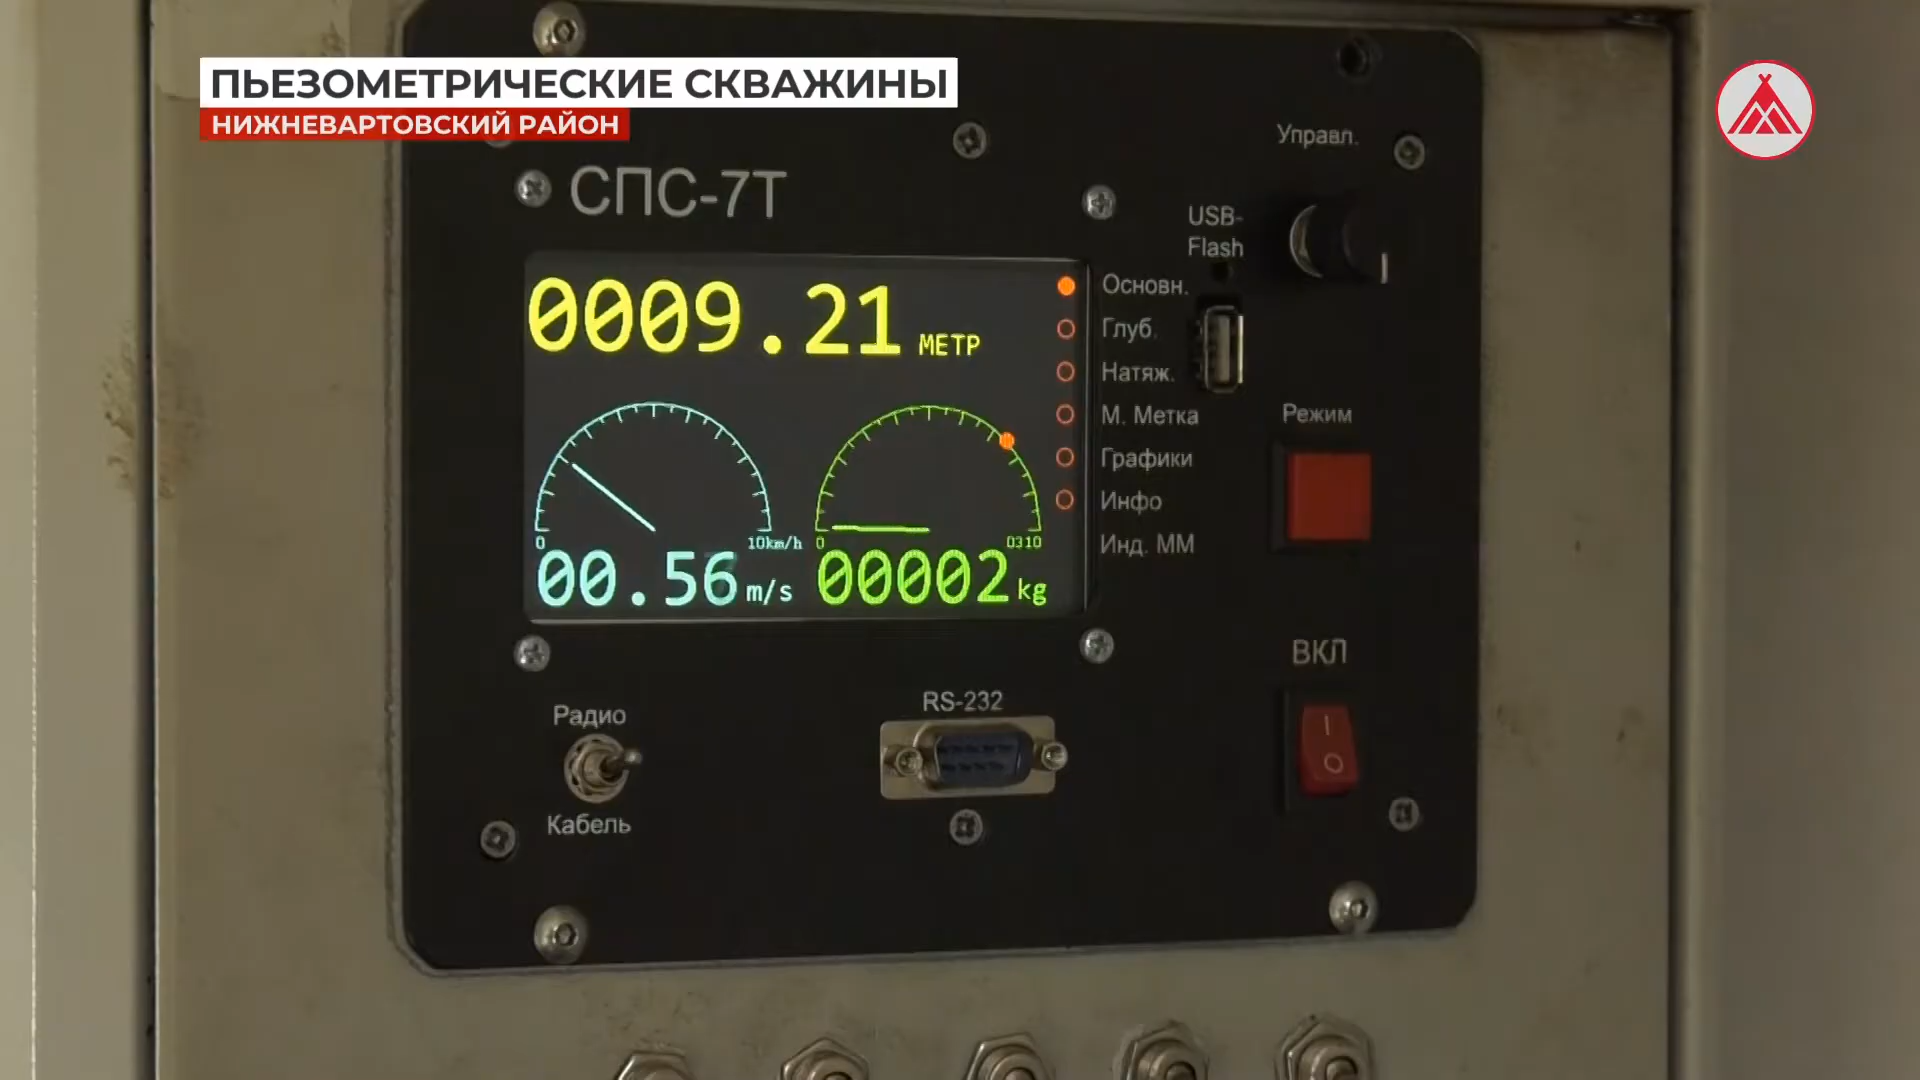 ПЬЕЗОМЕТРИЧЕСКИЕ СКВАЖИНЫ
НИЖНЕВАРТОВСКИЙ РАЙОН
СПС-7Т
Управл.
USB-
Flash
0009.21 МЕТР
Основн.
Глуб.
Натяж.
М. Метка
Графики
Инфо
Инд. ММ
Режим
0 10km/h
0 0310
00.56 m/s
00002 kg
ВКЛ
Радио
Кабель
RS-232